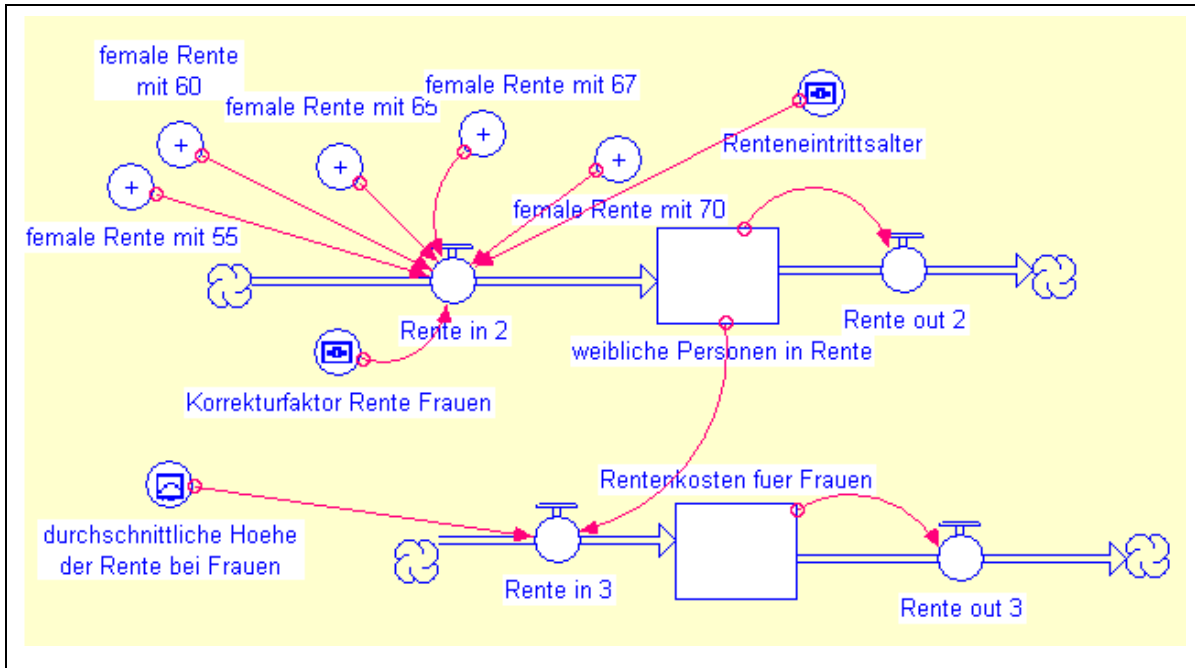 female Rente
mit 60
female Rente mit 67
female Rente mit 65
Renteneintrittsalter
female Rente mit 70
female Rente mit 55
Rente in 2
Rente out 2
weibliche Personen in Rente
Korrekturfaktor Rente Frauen
Rentenkosten fuer Frauen
durchschnittliche Hoehe
der Rente bei Frauen
Rente in 3
Rente out 3